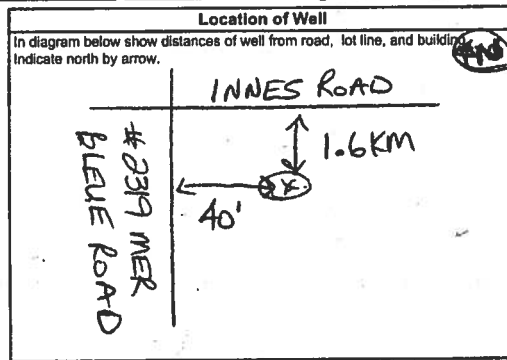 Location of Well
In diagram below show distances of well from road, lot line, and building.
Indicate north by arrow.
INNES ROAD
1.6KM
40'
#2319 MER
BLEUE ROAD